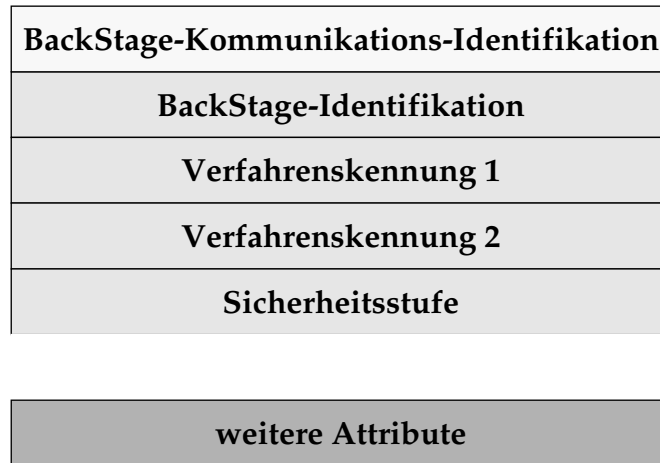 BackStage-Kommunikations-Identifikation
BackStage-Identifikation
Verfahrenskennung 1
Verfahrenskennung 2
Sicherheitsstufe
weitere Attribute